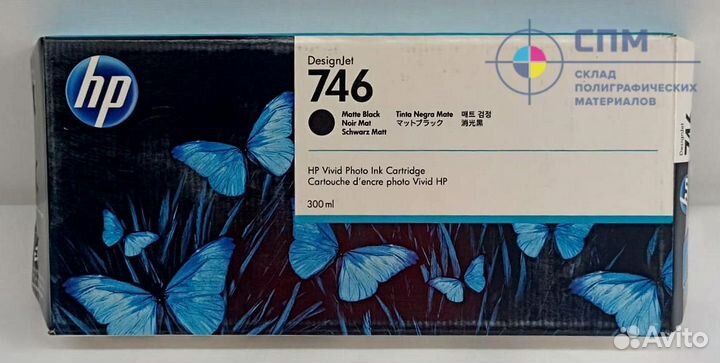 hp
DesignJet
746
Matte Black
Noir Mat
Schwarz Matt
Tinta Negra Mate
マットブラック
매트 검정
消光黒
HP Vivid Photo Ink Cartridge
Cartouche d'encre photo Vivid HP
300 ml
СПМ
СКЛАД
ПОЛИГРАФИЧЕСКИХ
МАТЕРИАЛОВ
DesignJet
746
Avito